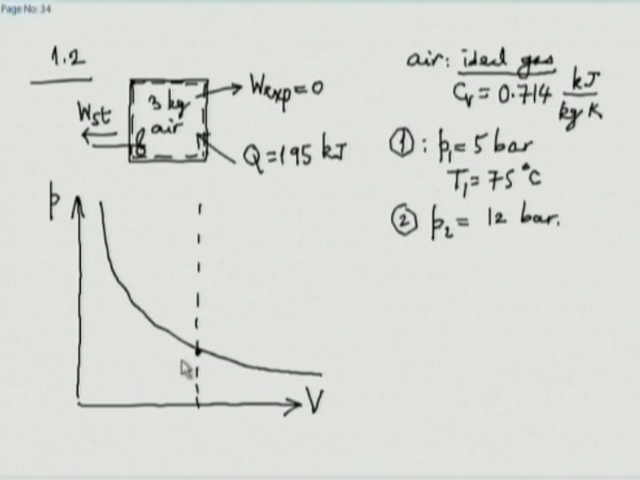 Page No: 34
1.2
3 kg
air
Wexp = 0
Wst
Q = 195 kJ
air: ideal gas
Cv = 0.714 kJ/kg K
① : p₁ = 5 bar
T₁ = 75 °C
② p₂ = 12 bar.
p
V